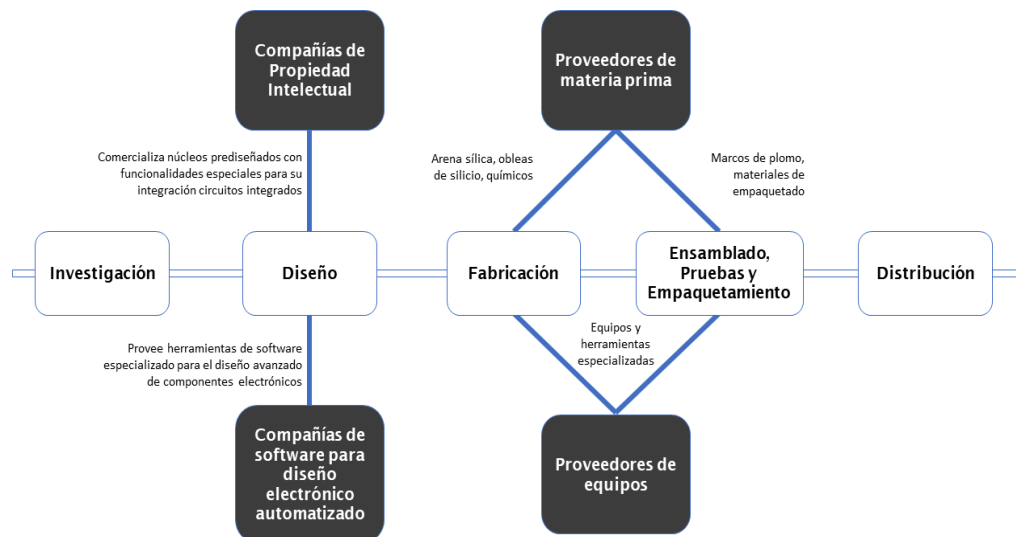 Compañías de
Propiedad
Intelectual
Proveedores de
materia prima
Comercializa núcleos prediseñados con
funcionalidades especiales para su
integración circuitos integrados
Arena sílica, obleas
de silicio, químicos
Marcos de plomo,
materiales de
empaquetado
Investigación
Diseño
Fabricación
Ensamblado,
Pruebas y
Empaquetamiento
Distribución
Provee herramientas de software
especializado para el diseño avanzado
de componentes electrónicos
Equipos y
herramientas
especializadas
Compañías de
software para
diseño
electrónico
automatizado
Proveedores de
equipos